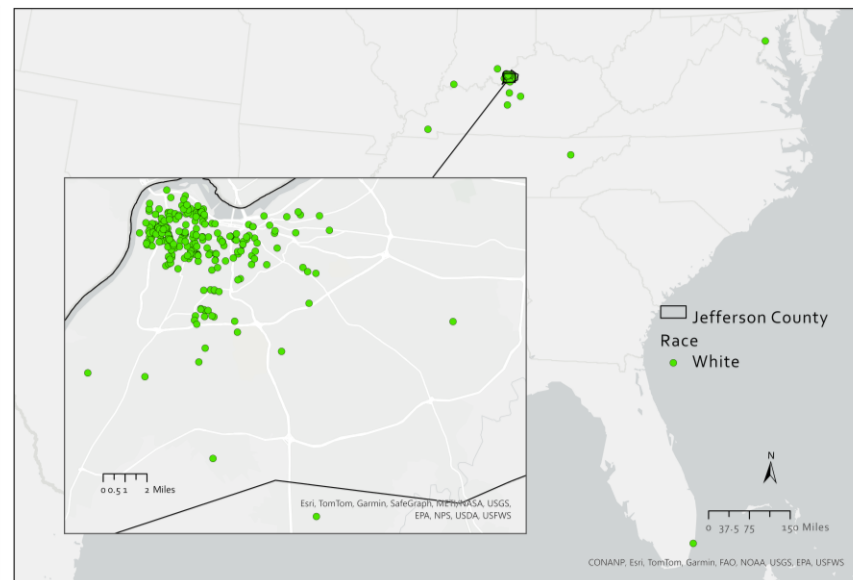 Jefferson County
Race
White
N
0 0.5 1 2 Miles
Esri, TomTom, Garmin, SafeGraph, METI/NASA, USGS,
EPA, NPS, USDA, USFWS
0 37.5 75 150 Miles
CONANP, Esri, TomTom, Garmin, FAO, NOAA, USGS, EPA, USFWS